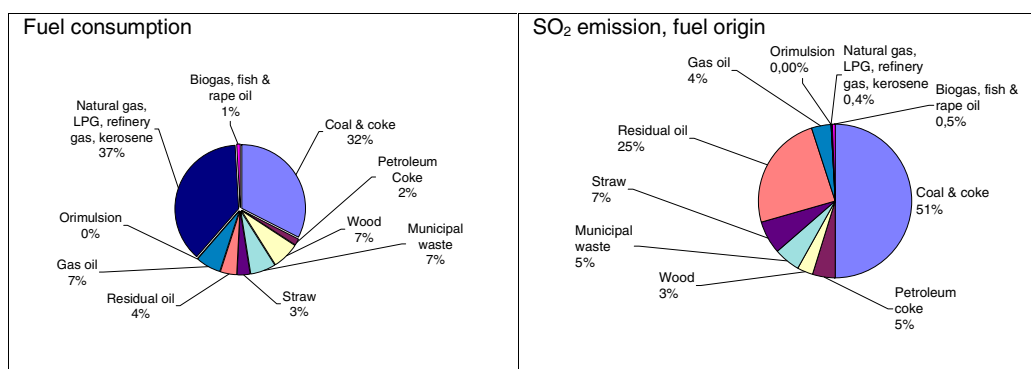 Fuel consumption
Biogas, fish &
rape oil
1%
Natural gas,
LPG, refinery
gas, kerosene
37%
Coal & coke
32%
Petroleum
Coke
2%
Wood
7%
Municipal
waste
7%
Straw
3%
Residual oil
4%
Gas oil
7%
Orimulsion
0%
SO₂ emission, fuel origin
Orimulsion
0,00%
Natural gas,
LPG, refinery
gas, kerosene
0,4%
Biogas, fish &
rape oil
0,5%
Gas oil
4%
Residual oil
25%
Straw
7%
Municipal
waste
5%
Wood
3%
Petroleum
coke
5%
Coal & coke
51%